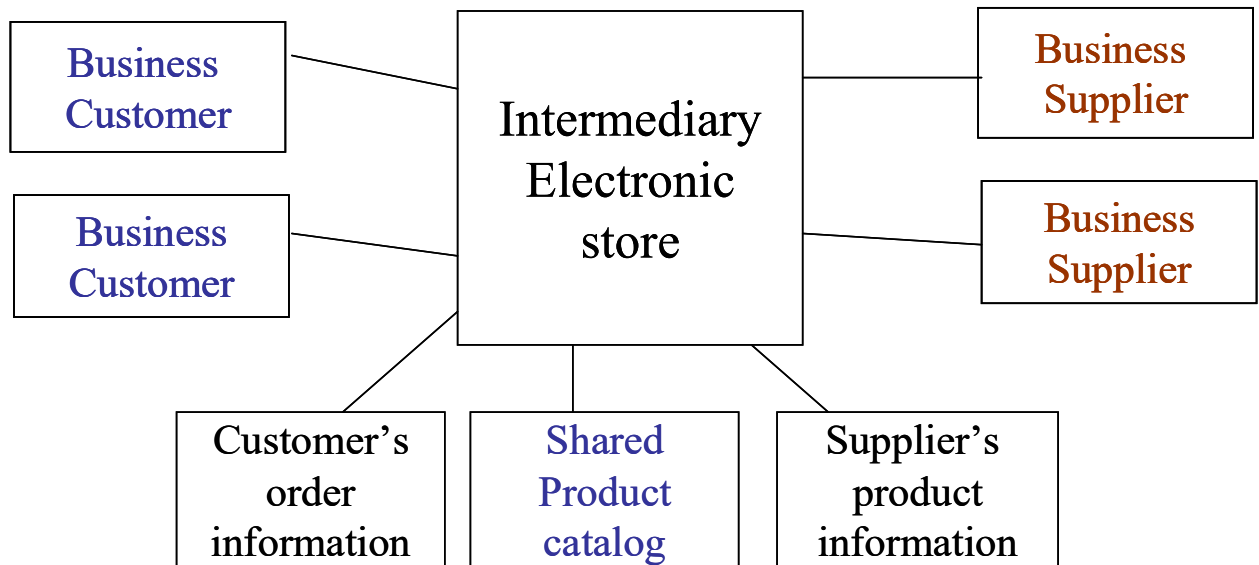 Business
Customer
Intermediary
Electronic
store
Business
Supplier
Business
Customer
Business
Supplier
Customer’s
order
information
Shared
Product
catalog
Supplier’s
product
information